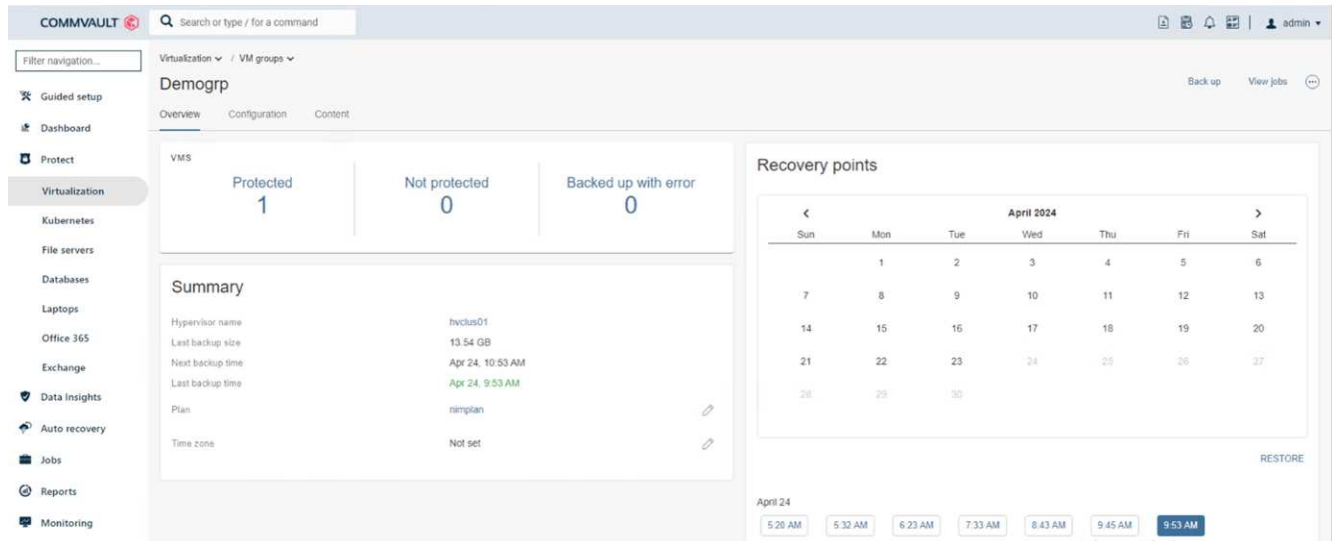 COMMVAULT
Search or type / for a command
admin
Filter navigation...
Guided setup
Dashboard
Protect
Virtualization
Kubernetes
File servers
Databases
Laptops
Office 365
Exchange
Data Insights
Auto recovery
Jobs
Reports
Monitoring
Virtualization / VM groups
Demogrp
Back up View jobs
Overview Configuration Content
VMS
Protected Not protected Backed up with error
1 0 0
Summary
Hypervisor name hvclus01
Last backup size 13.54 GB
Next backup time Apr 24, 10:53 AM
Last backup time Apr 24, 9:53 AM
Plan nimplan
Time zone Not set
Recovery points
April 2024
Sun Mon Tue Wed Thu Fri Sat
1 2 3 4 5 6
7 8 9 10 11 12 13
14 15 16 17 18 19 20
21 22 23 24 25 26 27
28 29 30
RESTORE
April 24
5:20 AM 5:32 AM 6:23 AM 7:33 AM 8:43 AM 9:45 AM 9:53 AM